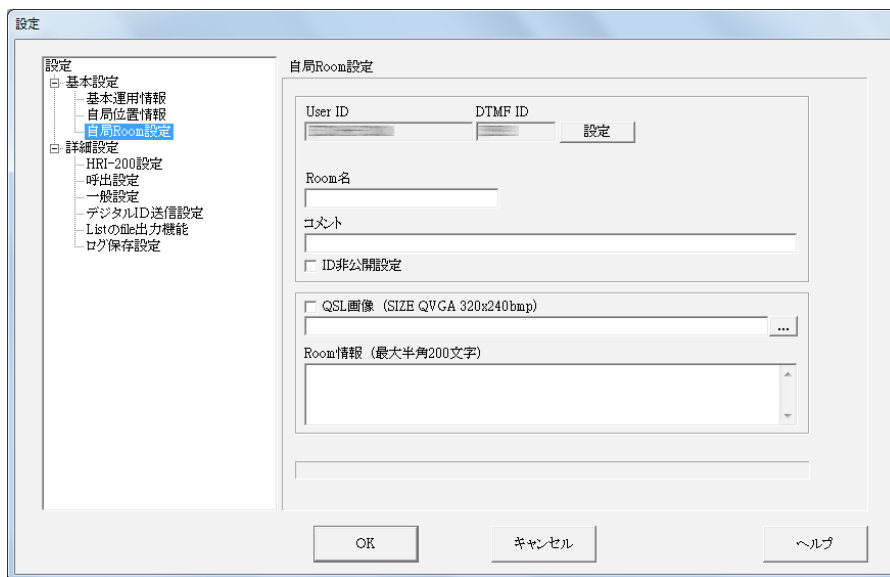 設定
設定
基本設定
基本運用情報
自局位置情報
自局Room設定
詳細設定
HRI-200設定
呼出設定
一般設定
デジタルID送信設定
Listのfile出力機能
ログ保存設定
自局Room設定
User ID DTMF ID
設定
Room名
コメント
ID非公開設定
QSL画像 (SIZE QVGA 320x240bmp)
...
Room情報 (最大半角200文字)
OK キャンセル ヘルプ